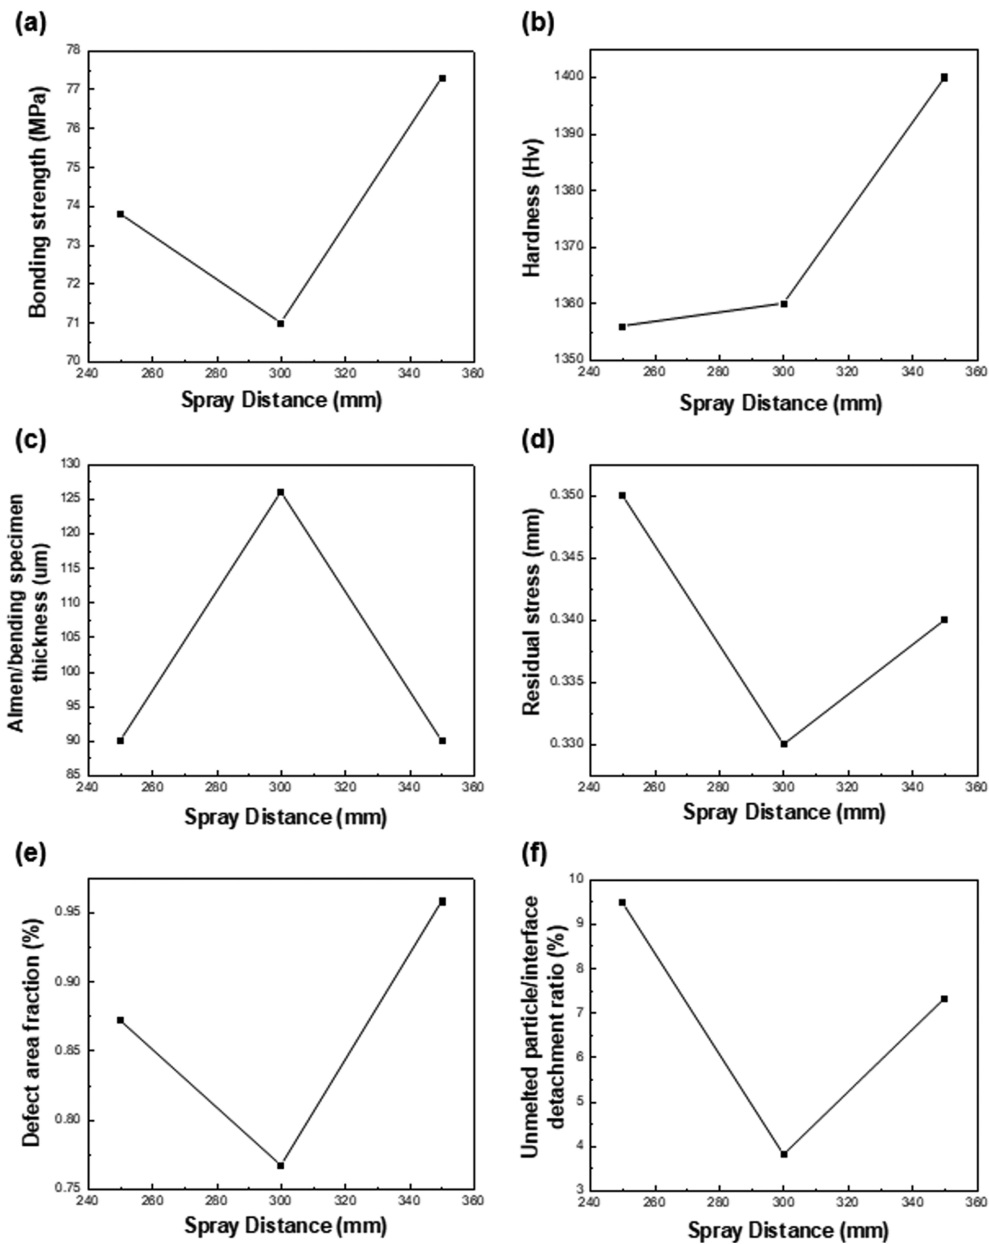 (a)
78
77
76
75
74
73
72
71
70
Bonding strength (MPa)
240 260 280 300 320 340 360
Spray Distance (mm)
(b)
1400
1390
1380
1370
1360
1350
Hardness (Hv)
240 260 280 300 320 340 360
Spray Distance (mm)
(c)
130
125
120
115
110
105
100
95
90
85
Almen/bending specimen
thickness (um)
240 260 280 300 320 340 360
Spray Distance (mm)
(d)
0.350
0.345
0.340
0.335
0.330
Residual stress (mm)
240 260 280 300 320 340 360
Spray Distance (mm)
(e)
0.95
0.90
0.85
0.80
0.75
Defect area fraction (%)
240 260 280 300 320 340 360
Spray Distance (mm)
(f)
10
9
8
7
6
5
4
3
Unmelted particle/interface
detachment ratio (%)
240 260 280 300 320 340 360
Spray Distance (mm)